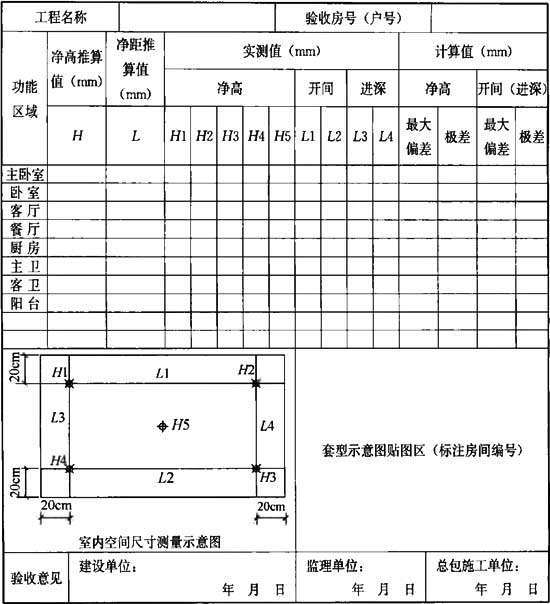 工程名称 验收房号（户号）
功能区域 净高推算值（mm） 净距推算值（mm） 实测值（mm） 计算值（mm）
净高 开间 进深 净高 开间（进深）
H L H1 H2 H3 H4 H5 L1 L2 L3 L4 最大偏差 极差 最大偏差 极差
主卧室
卧室
客厅
餐厅
厨房
主卫
客卫
阳台
20cm H1 L1 H2
L3 H5 L4
20cm H4 L2 H3
20cm 20cm
室内空间尺寸测量示意图
套型示意图贴图区（标注房间编号）
验收意见 建设单位： 监理单位： 总包施工单位：
年 月 日 年 月 日 年 月 日